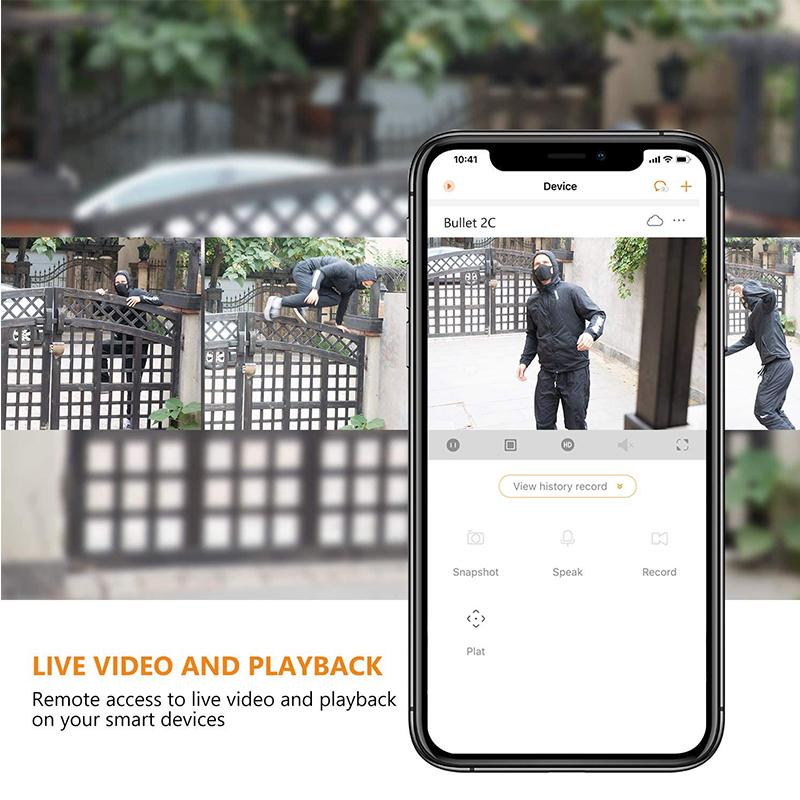 10:41
Device
Bullet 2C
HD
View history record
Snapshot
Speak
Record
Plat
LIVE VIDEO AND PLAYBACK
Remote access to live video and playback
on your smart devices